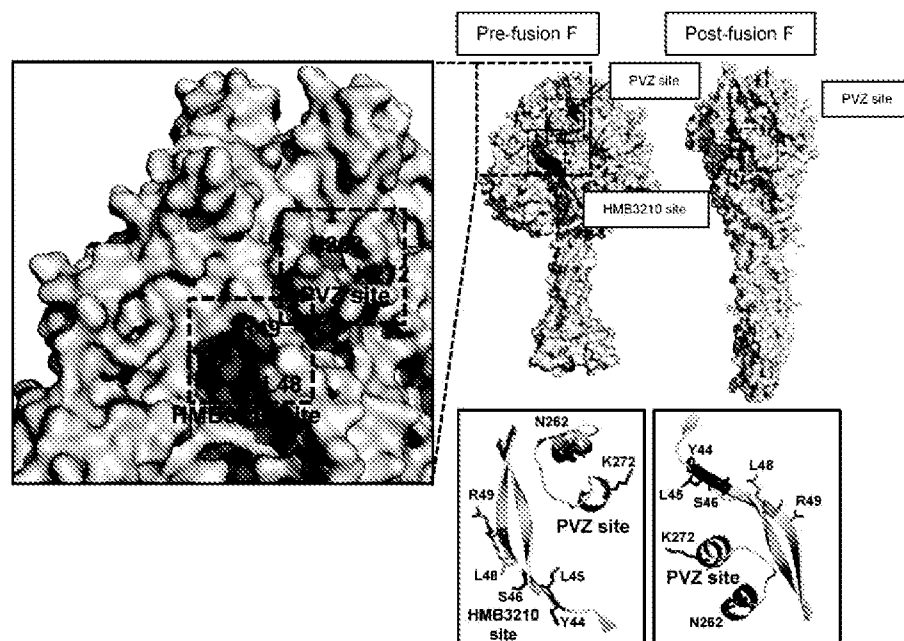 Pre-fusion F
Post-fusion F
PVZ site
PVZ site
HMB3210 site
PVZ site
L48
N262
K272
R49
PVZ site
L48
S46
L45
HMB3210
site
Y44
Y44
L48
L45
S46
R49
K272
PVZ site
N262